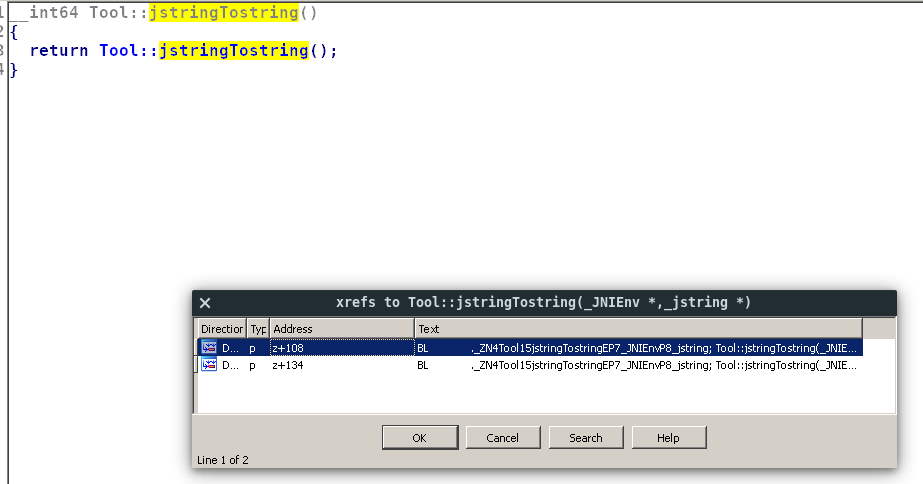 1 __int64 Tool::jstringTostring()
2 {
3 return Tool::jstringTostring();
4 }
xrefs to Tool::jstringTostring(_JNIEnv *,_jstring *)
Direction Typ Address Text
D... p z+108 BL ._ZN4Tool15jstringTostringEP7_JNIEnvP8_jstring; Tool::jstringTostring(_JNIE...
D... p z+134 BL ._ZN4Tool15jstringTostringEP7_JNIEnvP8_jstring; Tool::jstringTostring(_JNIE...
OK Cancel Search Help
Line 1 of 2